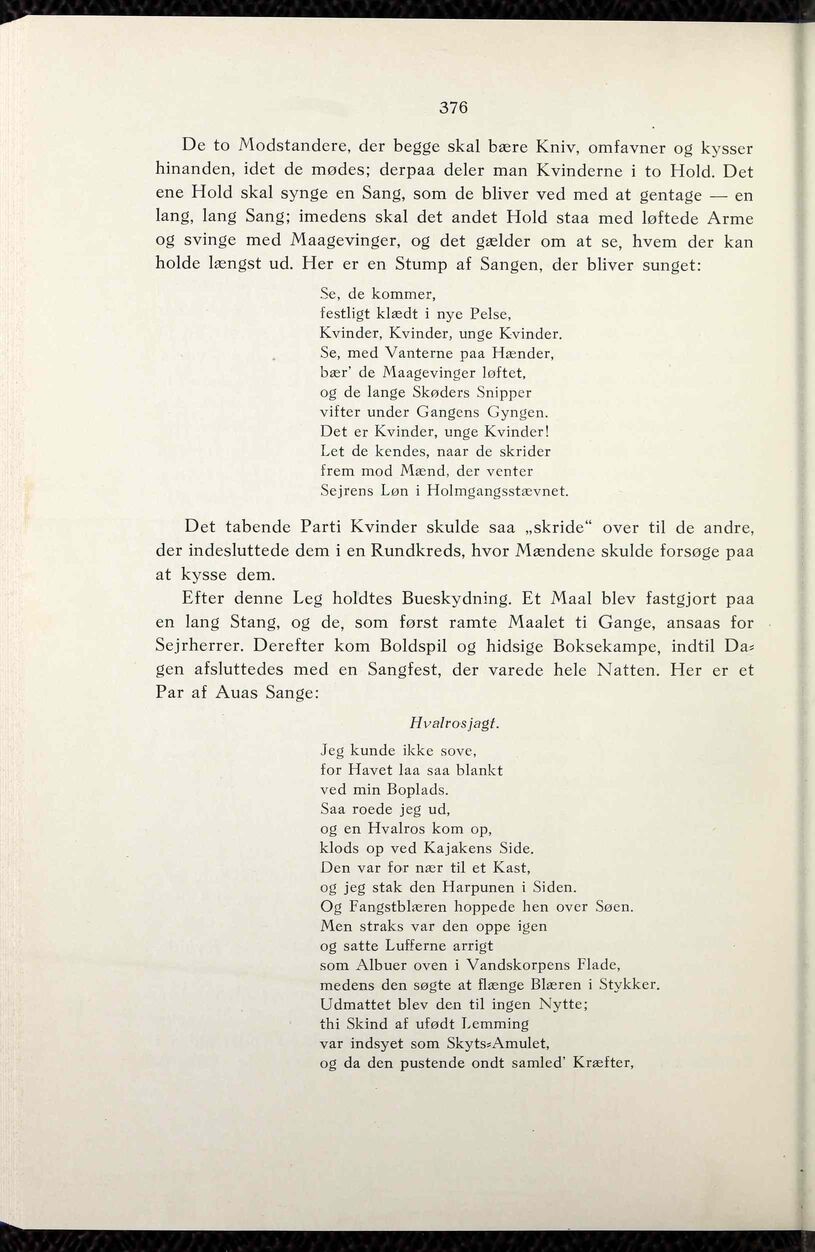 376
De to Modstandere, der begge skal bære Kniv, omfavner og kysser
hinanden, idet de mødes; derpaa deler man Kvinderne i to Hold. Det
ene Hold skal synge en Sang, som de bliver ved med at gentage — en
lang, lang Sang; imedens skal det andet Hold staa med løftede Arme
og svinge med Maagevinger, og det gælder om at se, hvem der kan
holde længst ud. Her er en Stump af Sangen, der bliver sunget:
Se, de kommer,
festligt klædt i nye Pelse,
Kvinder, Kvinder, unge Kvinder.
Se, med Vanterne paa Hænder,
bær' de Maagevinger løftet,
og de lange Skøders Snipper
vifter under Gangens Gyngen.
Det er Kvinder, unge Kvinder!
Let de kendes, naar de skrider
frem mod Mænd, der venter
Sejrens Løn i Holmgangsstævnet.
Det tabende Parti Kvinder skulde saa „skride“ over til de andre,
der indesluttede dem i en Rundkreds, hvor Mændene skulde forsøge paa
at kysse dem.
Efter denne Leg holdtes Bueskydning. Et Maal blev fastgjort paa
en lang Stang, og de, som først ramte Maalet ti Gange, ansaas for
Sejrherrer. Derefter kom Boldspil og hidsige Boksekampe, indtil Da⸗
gen afsluttedes med en Sangfest, der varede hele Natten. Her er et
Par af Auas Sange:
Hvalrosjagt.
Jeg kunde ikke sove,
for Havet laa saa blankt
ved min Boplads.
Saa roede jeg ud,
og en Hvalros kom op,
klods op ved Kajakens Side.
Den var for nær til et Kast,
og jeg stak den Harpunen i Siden.
Og Fangstblæren hoppede hen over Søen.
Men straks var den oppe igen
og satte Lufferne arrigt
som Albuer oven i Vandskorpens Flade,
medens den søgte at flænge Blæren i Stykker.
Udmattet blev den til ingen Nytte;
thi Skind af ufødt Lemming
var indsyet som Skyts⸗Amulet,
og da den pustende ondt samled' Kræfter,